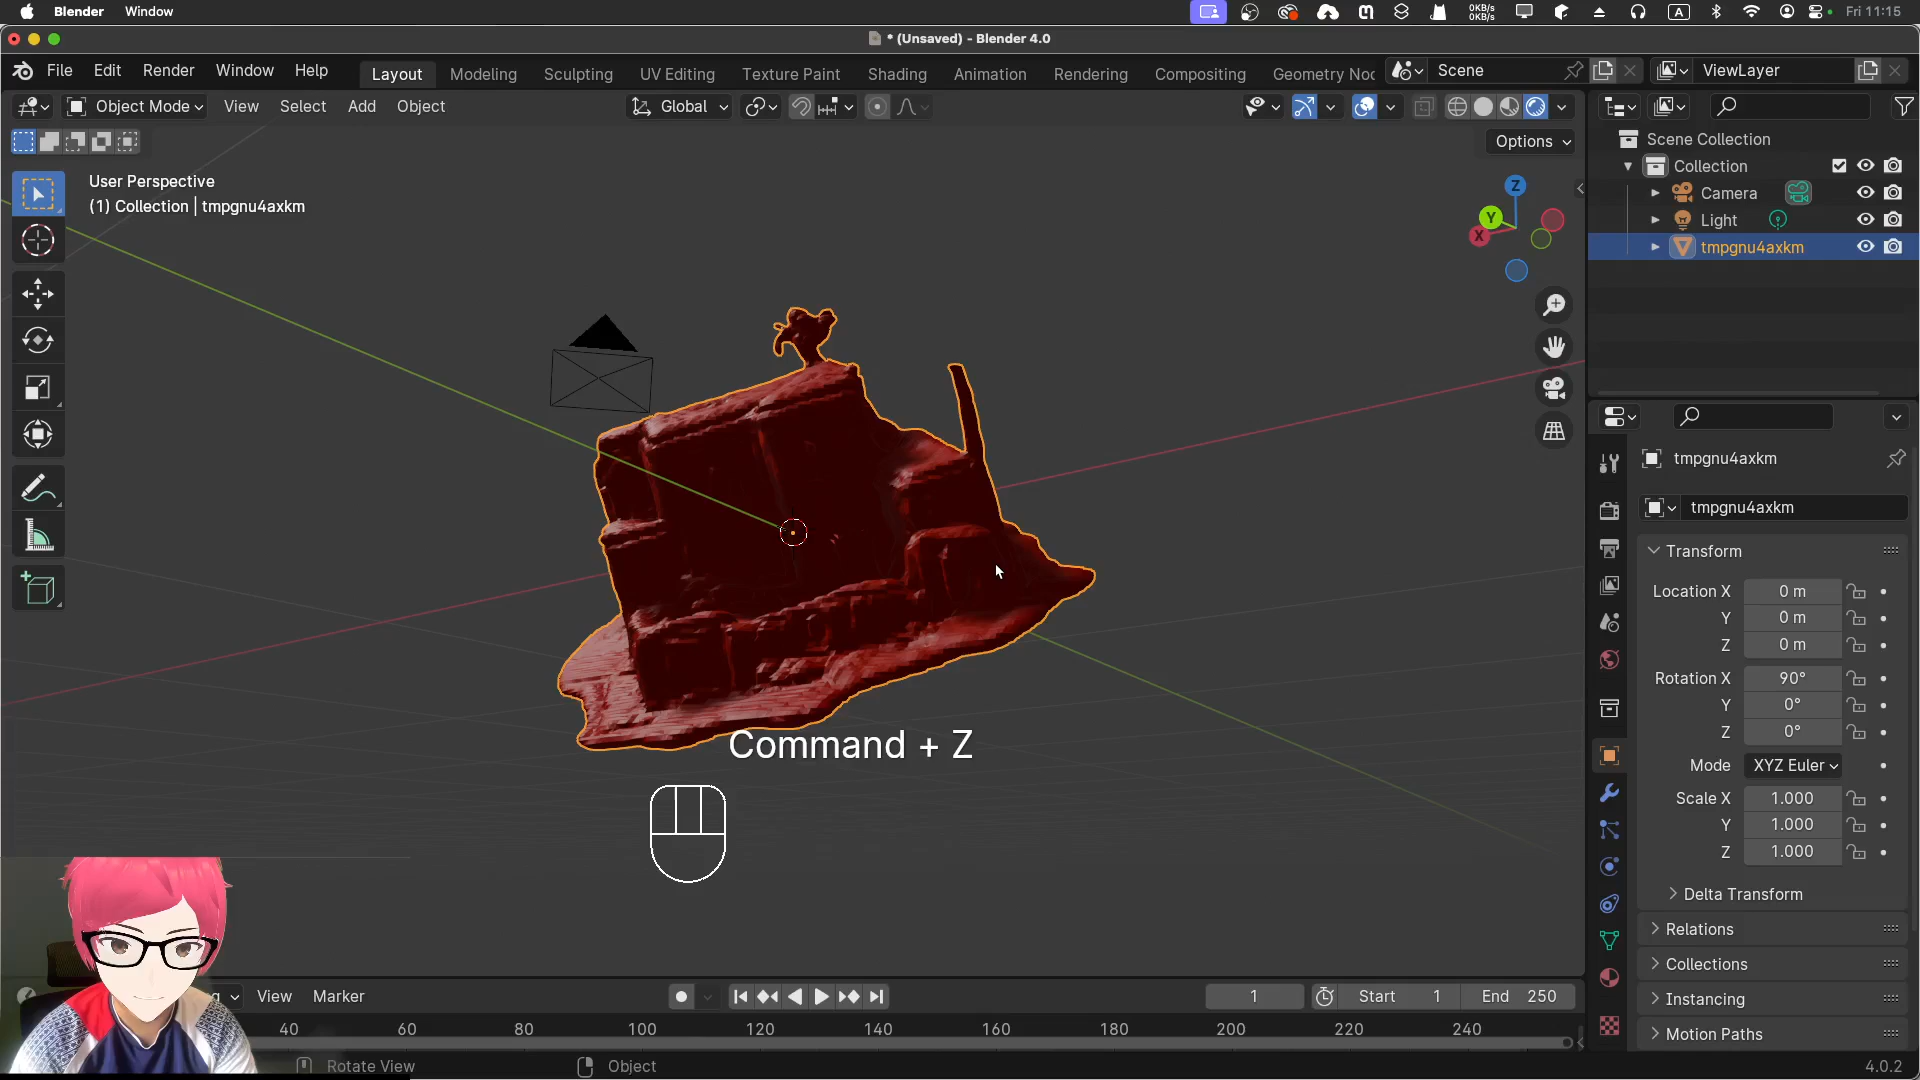 Blender Window
0KB/s
0KB/s
A
Fri 11:15
* (Unsaved) - Blender 4.0
File Edit Render Window Help
Layout Modeling Sculpting UV Editing Texture Paint Shading Animation Rendering Compositing Geometry Noc
Scene
ViewLayer
Object Mode View Select Add Object
Global
Options
User Perspective
(1) Collection | tmpgnu4axkm
Z
Y
X
Scene Collection
Collection
Camera
Light
tmpgnu4axkm
tmpgnu4axkm
tmpgnu4axkm
Transform
Location X 0 m
Y 0 m
Z 0 m
Rotation X 90°
Y 0°
Z 0°
Mode XYZ Euler
Scale X 1.000
Y 1.000
Z 1.000
Delta Transform
Relations
Collections
Instancing
Motion Paths
Command + Z
g View Marker
1
Start 1
End 250
40 60 80 100 120 140 160 180 200 220 240
Rotate View
Object
4.0.2